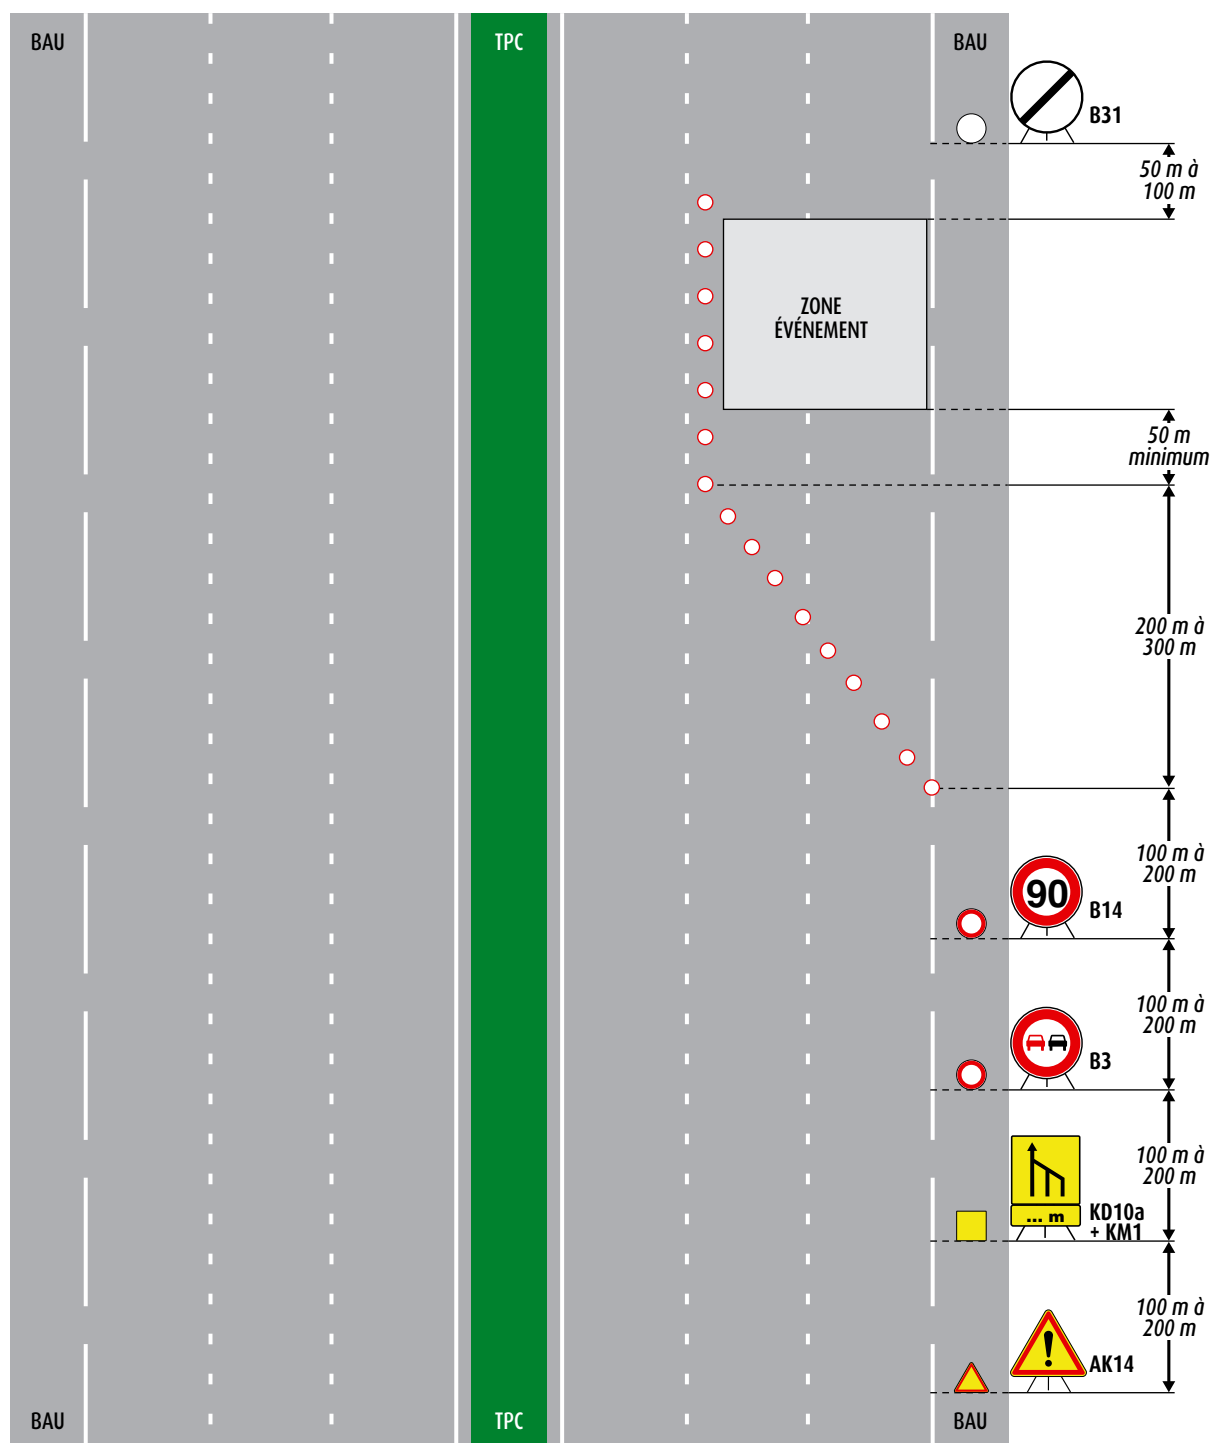 BAU
TPC
BAU
B31
50 m à
100 m
ZONE
ÉVÉNEMENT
50 m
minimum
200 m à
300 m
100 m à
200 m
90
B14
100 m à
200 m
B3
100 m à
200 m
... m
KD10a
+ KM1
100 m à
200 m
!
AK14
BAU
TPC
BAU